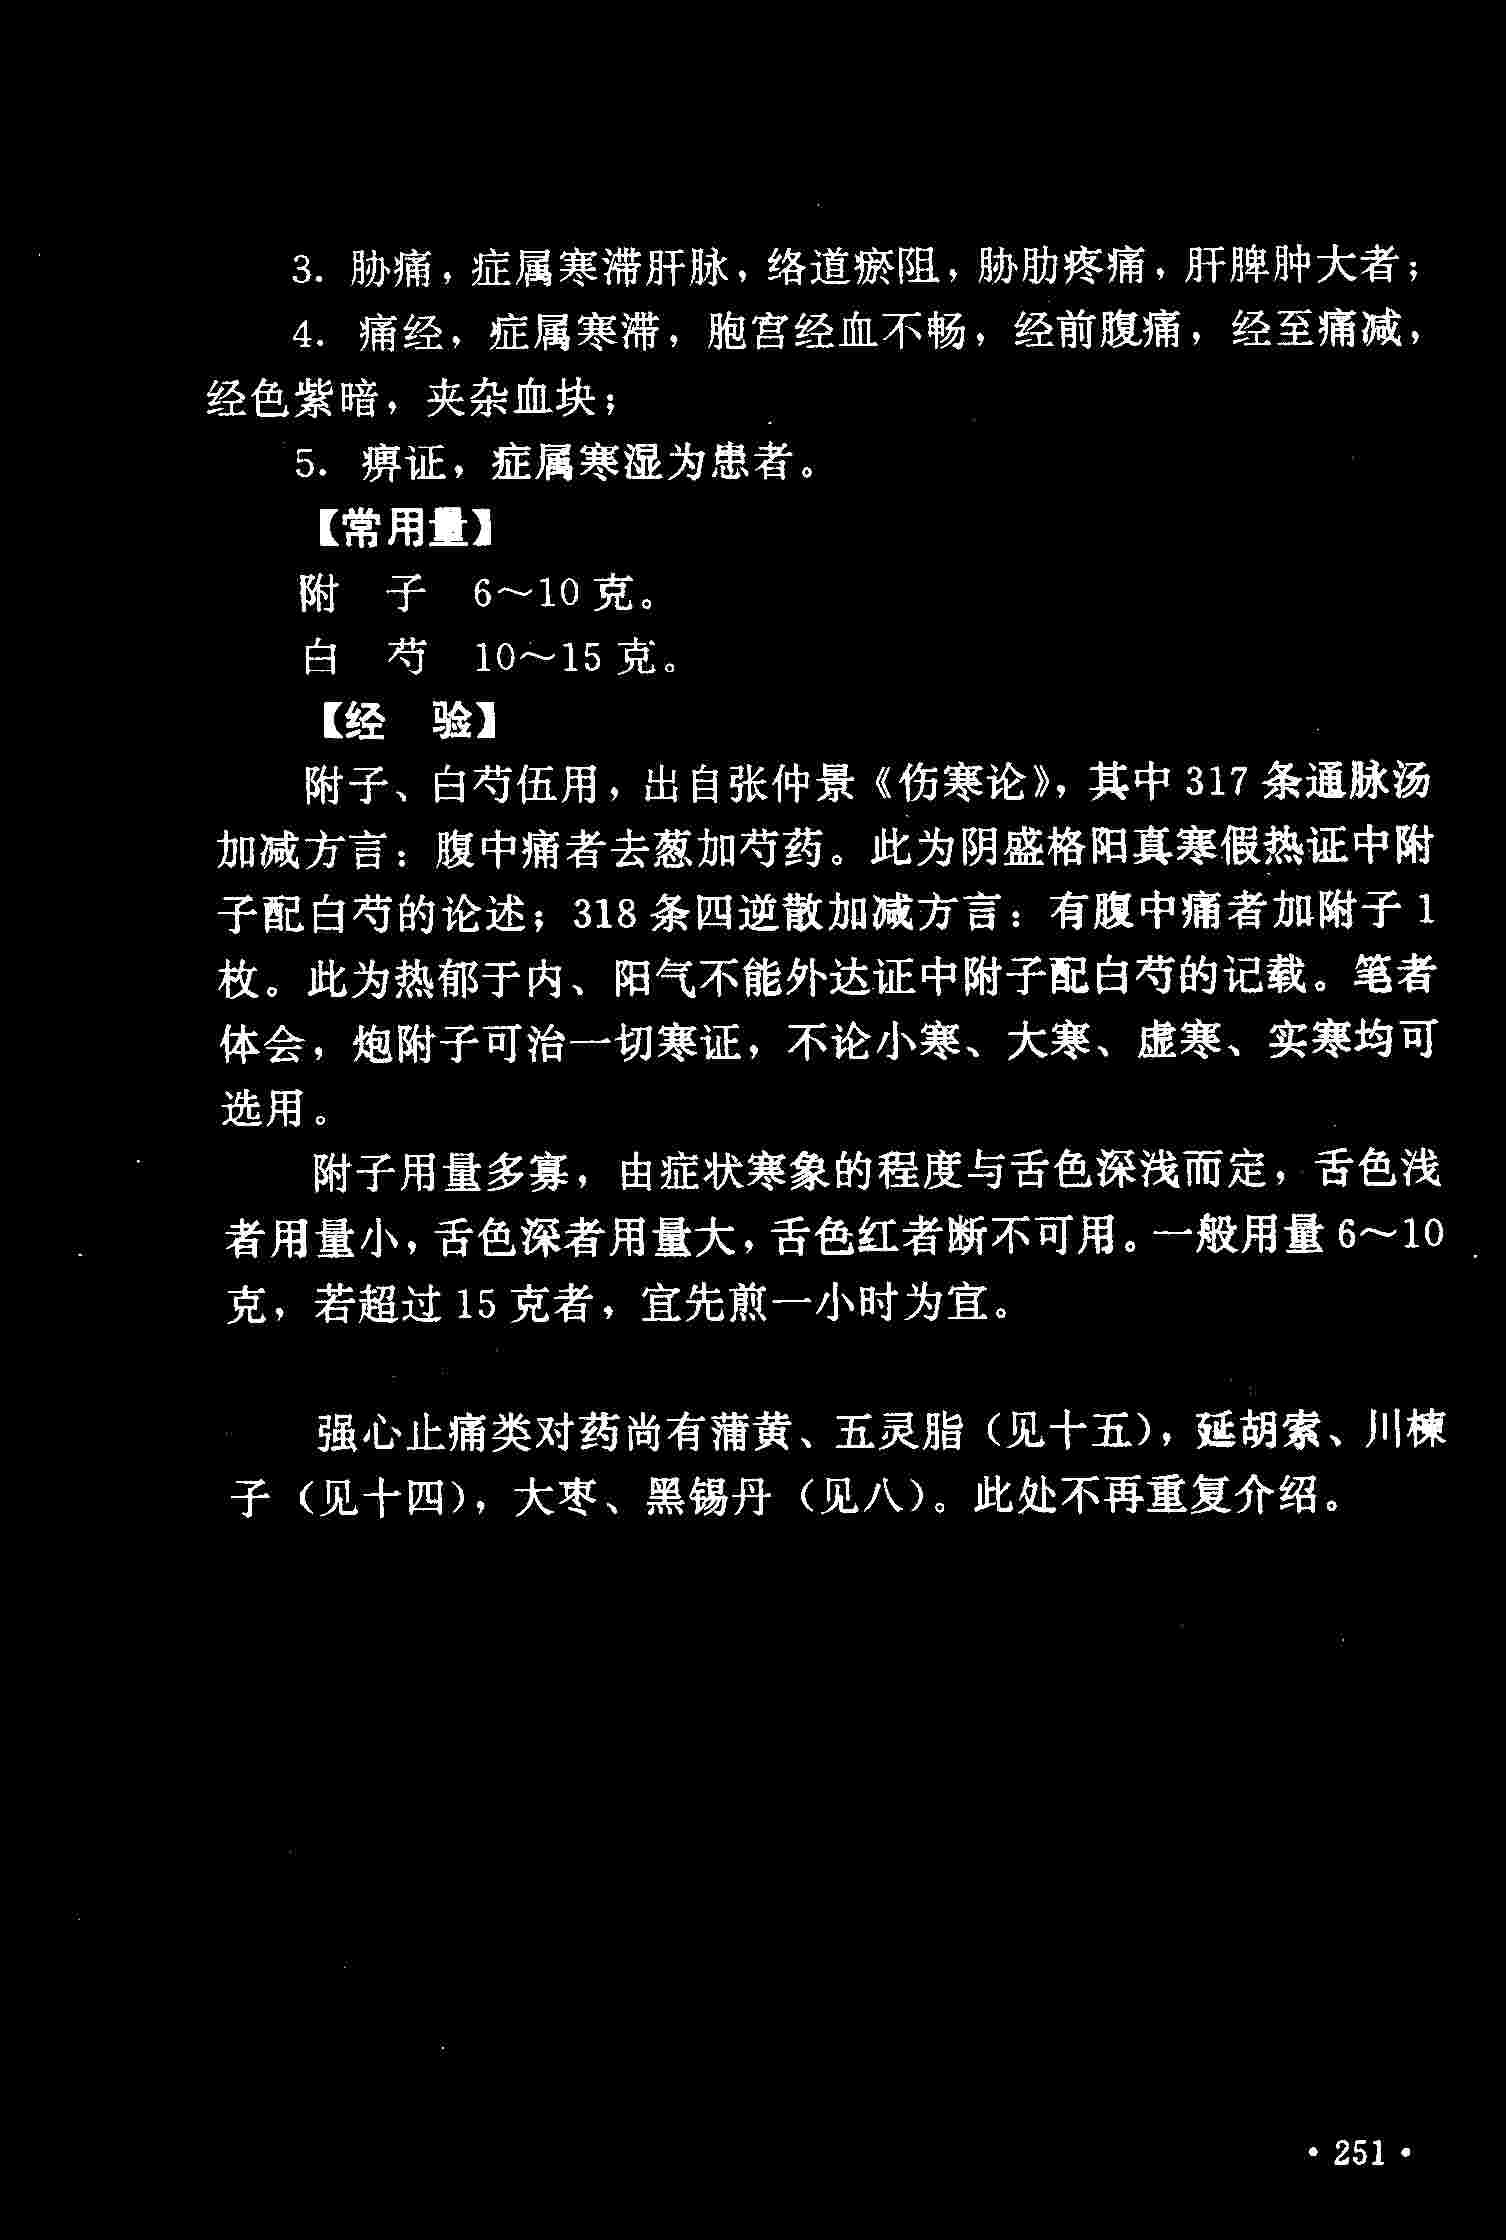 3. 胁痛，症属寒滞肝脉，络道瘀阻，胁肋疼痛，肝脾肿大者；
4. 痛经，症属寒滞，胞宫经血不畅，经前腹痛，经至痛减，
经色紫暗，夹杂血块；
5. 痹证，症属寒湿为患者。
【常用量】
附　子　6～10 克。
白　芍　10～15 克。
【经　验】
附子、白芍伍用，出自张仲景《伤寒论》，其中 317 条通脉汤
加减方言：腹中痛者去葱加芍药。此为阴盛格阳真寒假热证中附
子配白芍的论述；318 条四逆散加减方言：有腹中痛者加附子 1
枚。此为热郁于内、阳气不能外达证中附子配白芍的记载。笔者
体会，炮附子可治一切寒证，不论小寒、大寒、虚寒、实寒均可
选用。
附子用量多寡，由症状寒象的程度与舌色深浅而定，舌色浅
者用量小，舌色深者用量大，舌色红者断不可用。一般用量 6～10
克，若超过 15 克者，宜先煎一小时为宜。
强心止痛类对药尚有蒲黄、五灵脂（见十五），延胡索、川楝
子（见十四），大枣、黑锡丹（见八）。此处不再重复介绍。
· 251 ·